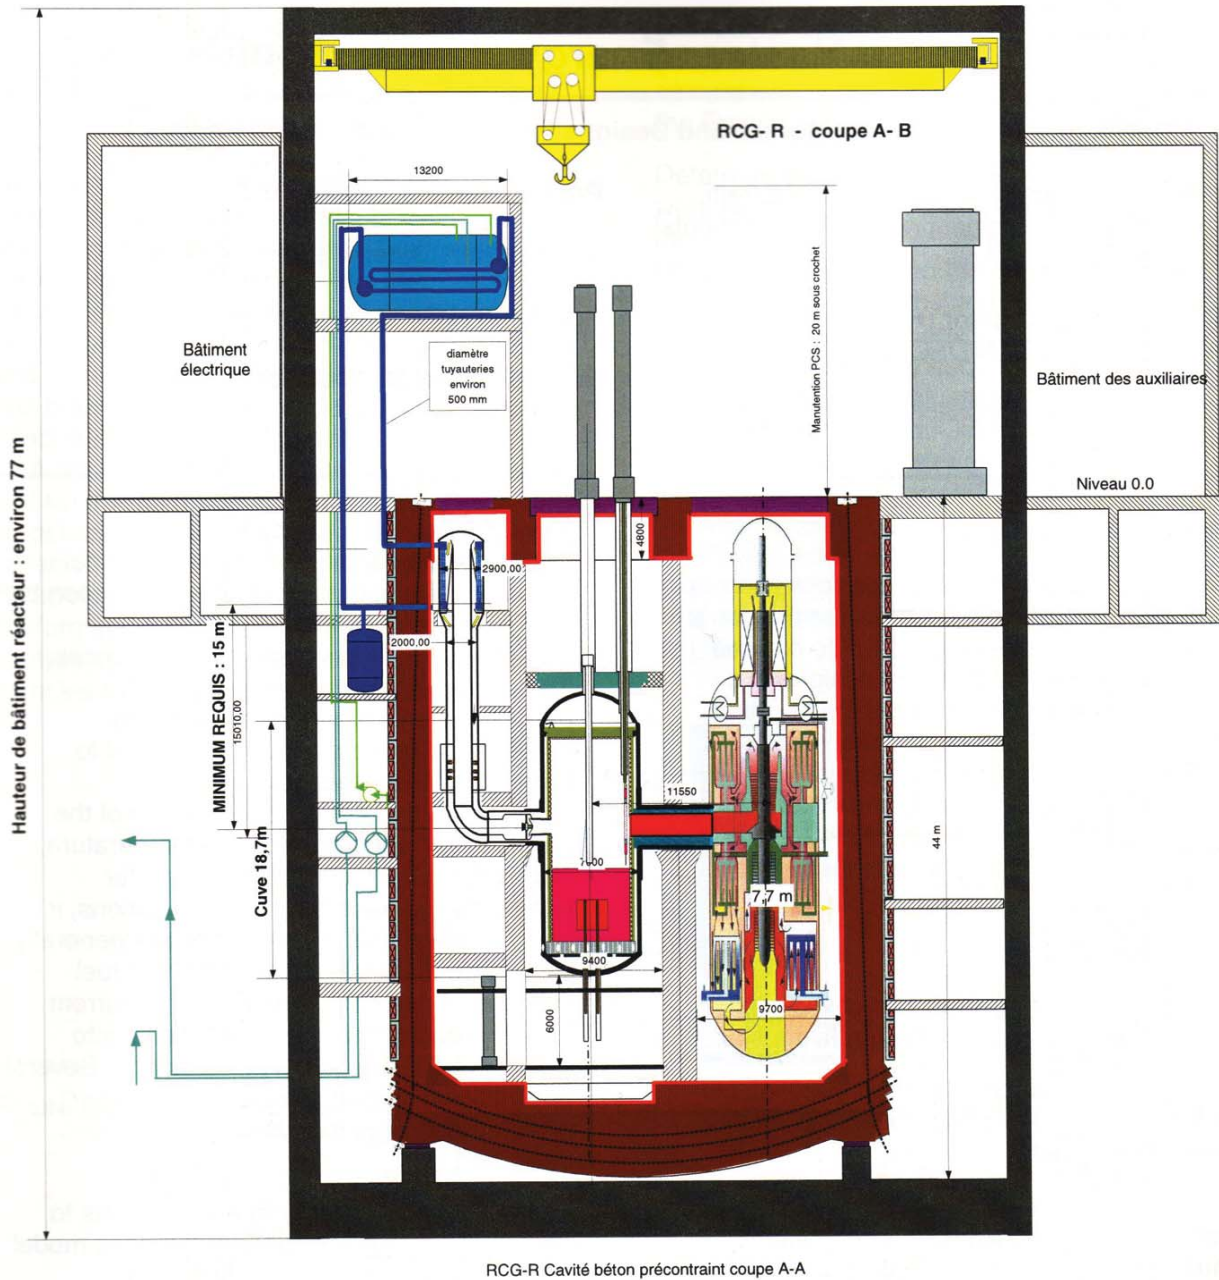 RCG- R - coupe A- B
13200
Bâtiment
électrique
diamètre
tuyauteries
environ
500 mm
Manutention PCS : 20 m sous crochet
Bâtiment des auxiliaires
Niveau 0.0
Hauteur de bâtiment réacteur : environ 77 m
4800
2900,00
2000,00
MINIMUM REQUIS : 15 m
15010,00
Cuve 18,7m
11550
44 m
7,7 m
9400
9700
6000
RCG-R Cavité béton précontraint coupe A-A